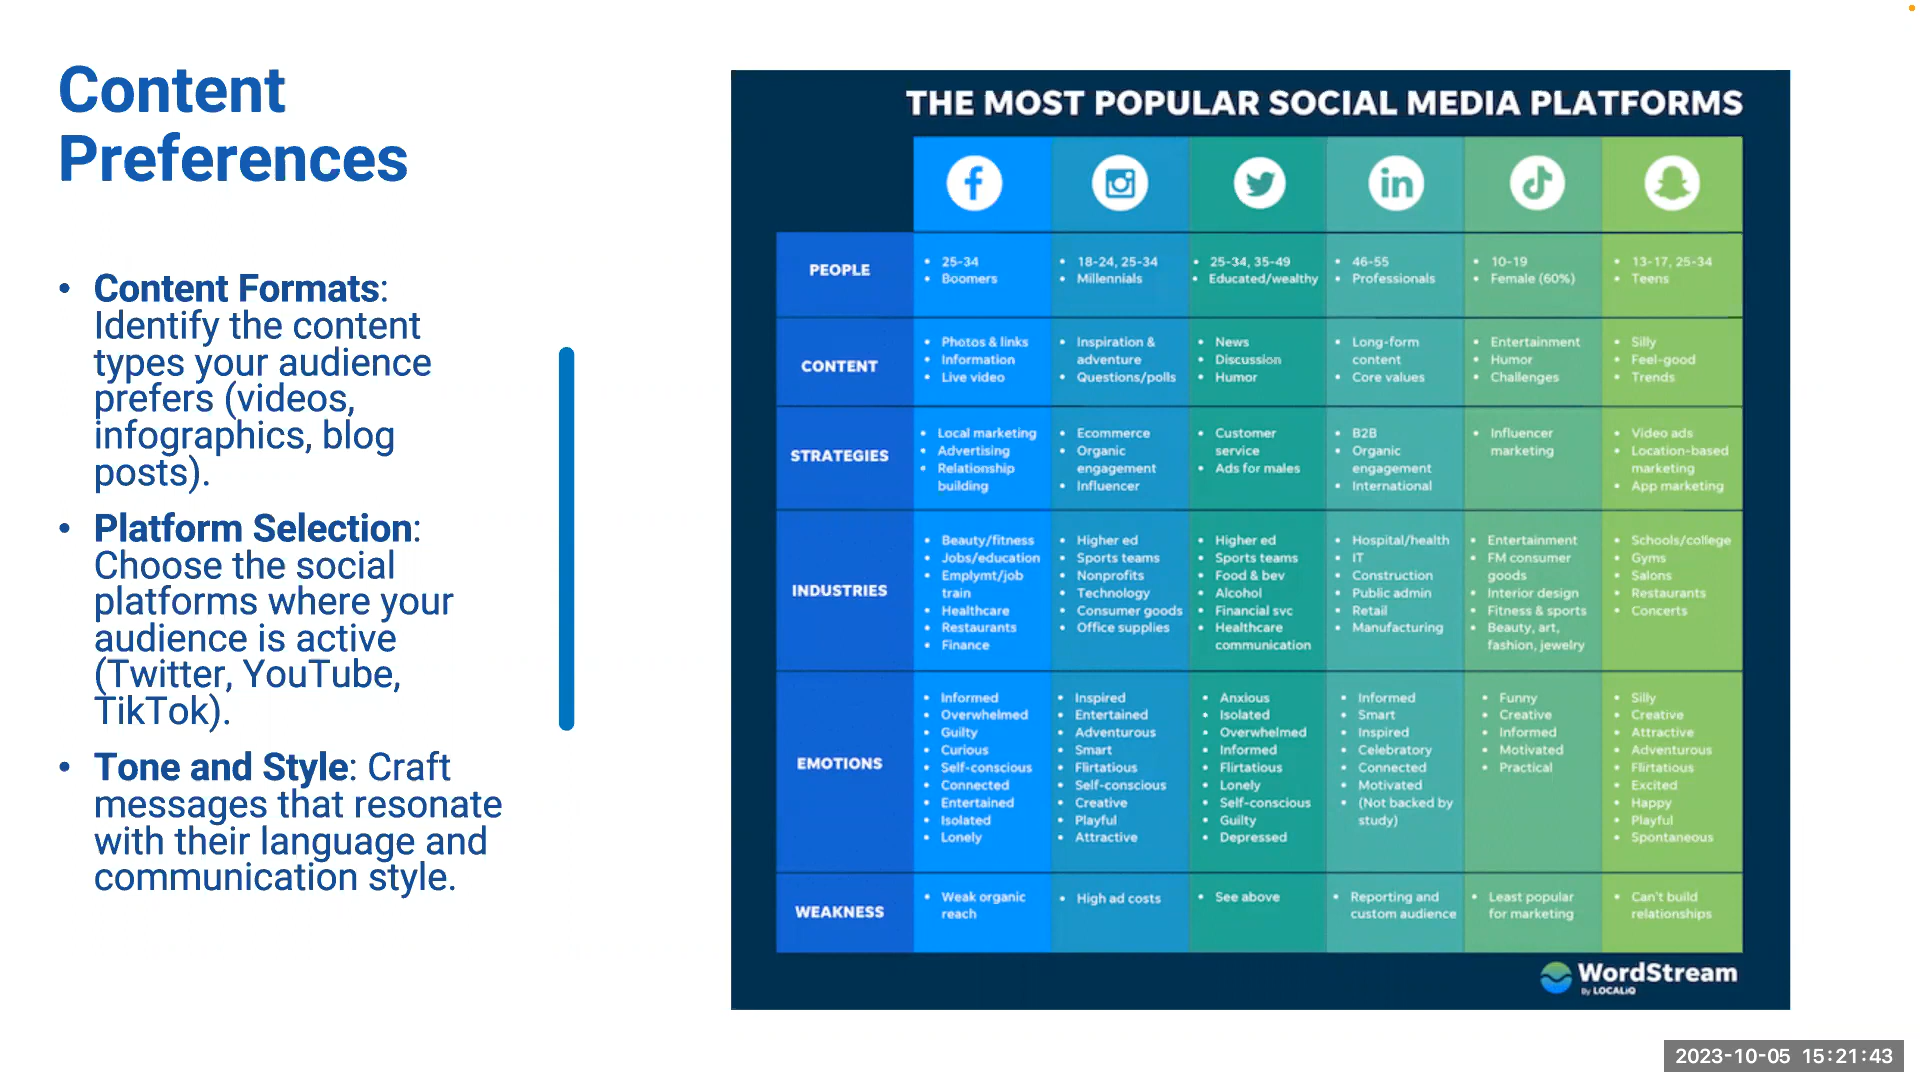 Content
Preferences
• Content Formats:
Identify the content
types your audience
prefers (videos,
infographics, blog
posts).
• Platform Selection:
Choose the social
platforms where your
audience is active
(Twitter, YouTube,
TikTok).
• Tone and Style: Craft
messages that resonate
with their language and
communication style.
THE MOST POPULAR SOCIAL MEDIA PLATFORMS
PEOPLE
• 25-34
• Boomers
• 18-24, 25-34
• Millennials
• 25-34, 35-49
• Educated/wealthy
• 46-55
• Professionals
• 10-19
• Female (60%)
• 13-17, 25-34
• Teens
CONTENT
• Photos & links
• Information
• Live video
• Inspiration &
adventure
• Questions/polls
• News
• Discussion
• Humor
• Long-form
content
• Core values
• Entertainment
• Humor
• Challenges
• Silly
• Feel-good
• Trends
STRATEGIES
• Local marketing
• Advertising
• Relationship
building
• Ecommerce
• Organic
engagement
• Influencer
• Customer
service
• Ads for males
• B2B
• Organic
engagement
• International
• Influencer
marketing
• Video ads
• Location-based
marketing
• App marketing
INDUSTRIES
• Beauty/fitness
• Jobs/education
• Emplymt/job
train
• Healthcare
• Restaurants
• Finance
• Higher ed
• Sports teams
• Nonprofits
• Technology
• Consumer goods
• Office supplies
• Higher ed
• Sports teams
• Food & bev
• Alcohol
• Financial svc
• Healthcare
communication
• Hospital/health
• IT
• Construction
• Public admin
• Retail
• Manufacturing
• Entertainment
• FM consumer
goods
• Interior design
• Fitness & sports
• Beauty, art,
fashion, jewelry
• Schools/college
• Gyms
• Salons
• Restaurants
• Concerts
EMOTIONS
• Informed
• Overwhelmed
• Guilty
• Curious
• Self-conscious
• Connected
• Entertained
• Isolated
• Lonely
• Inspired
• Entertained
• Adventurous
• Smart
• Flirtatious
• Self-conscious
• Creative
• Playful
• Attractive
• Anxious
• Isolated
• Overwhelmed
• Informed
• Flirtatious
• Lonely
• Self-conscious
• Guilty
• Depressed
• Informed
• Smart
• Inspired
• Celebratory
• Connected
• Motivated
• (Not backed by
study)
• Funny
• Creative
• Informed
• Motivated
• Practical
• Silly
• Creative
• Attractive
• Adventurous
• Flirtatious
• Excited
• Happy
• Playful
• Spontaneous
WEAKNESS
• Weak organic
reach
• High ad costs
• See above
• Reporting and
custom audience
• Least popular
for marketing
• Can't build
relationships
WordStream
By LOCALiQ
2023-10-05 15:21:43